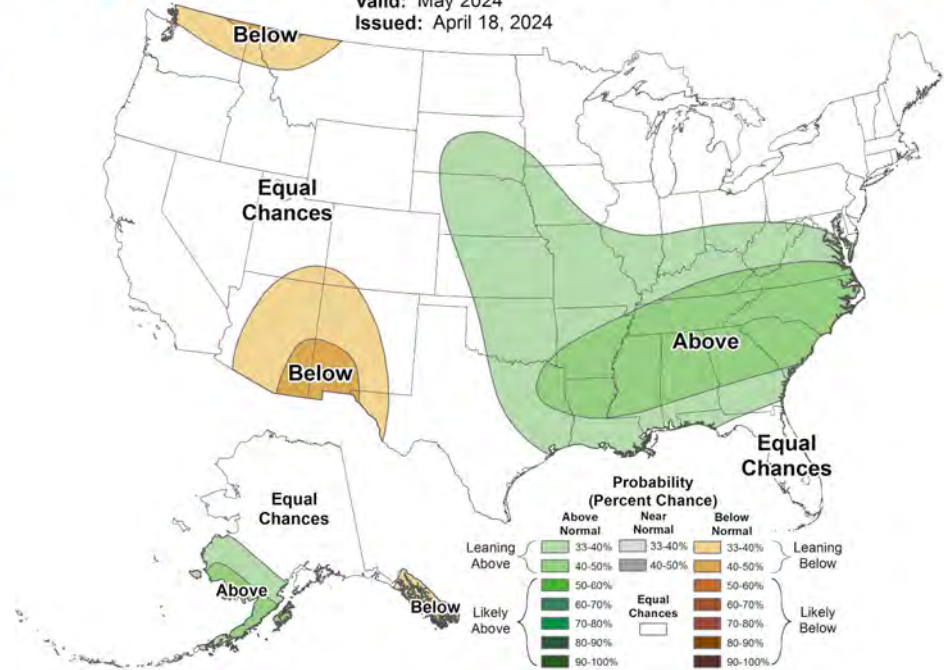 Valid: May 2024
Issued: April 18, 2024
Below
Equal
Chances
Below
Above
Equal
Chances
Equal
Chances
Above
Below
Probability
(Percent Chance)
Above
Normal
Near
Normal
Below
Normal
Leaning
Above
33-40%
33-40%
33-40%
Leaning
Below
40-50%
40-50%
40-50%
Likely
Above
50-60%
50-60%
Likely
Below
60-70%
Equal
Chances
60-70%
70-80%
70-80%
80-90%
80-90%
90-100%
90-100%